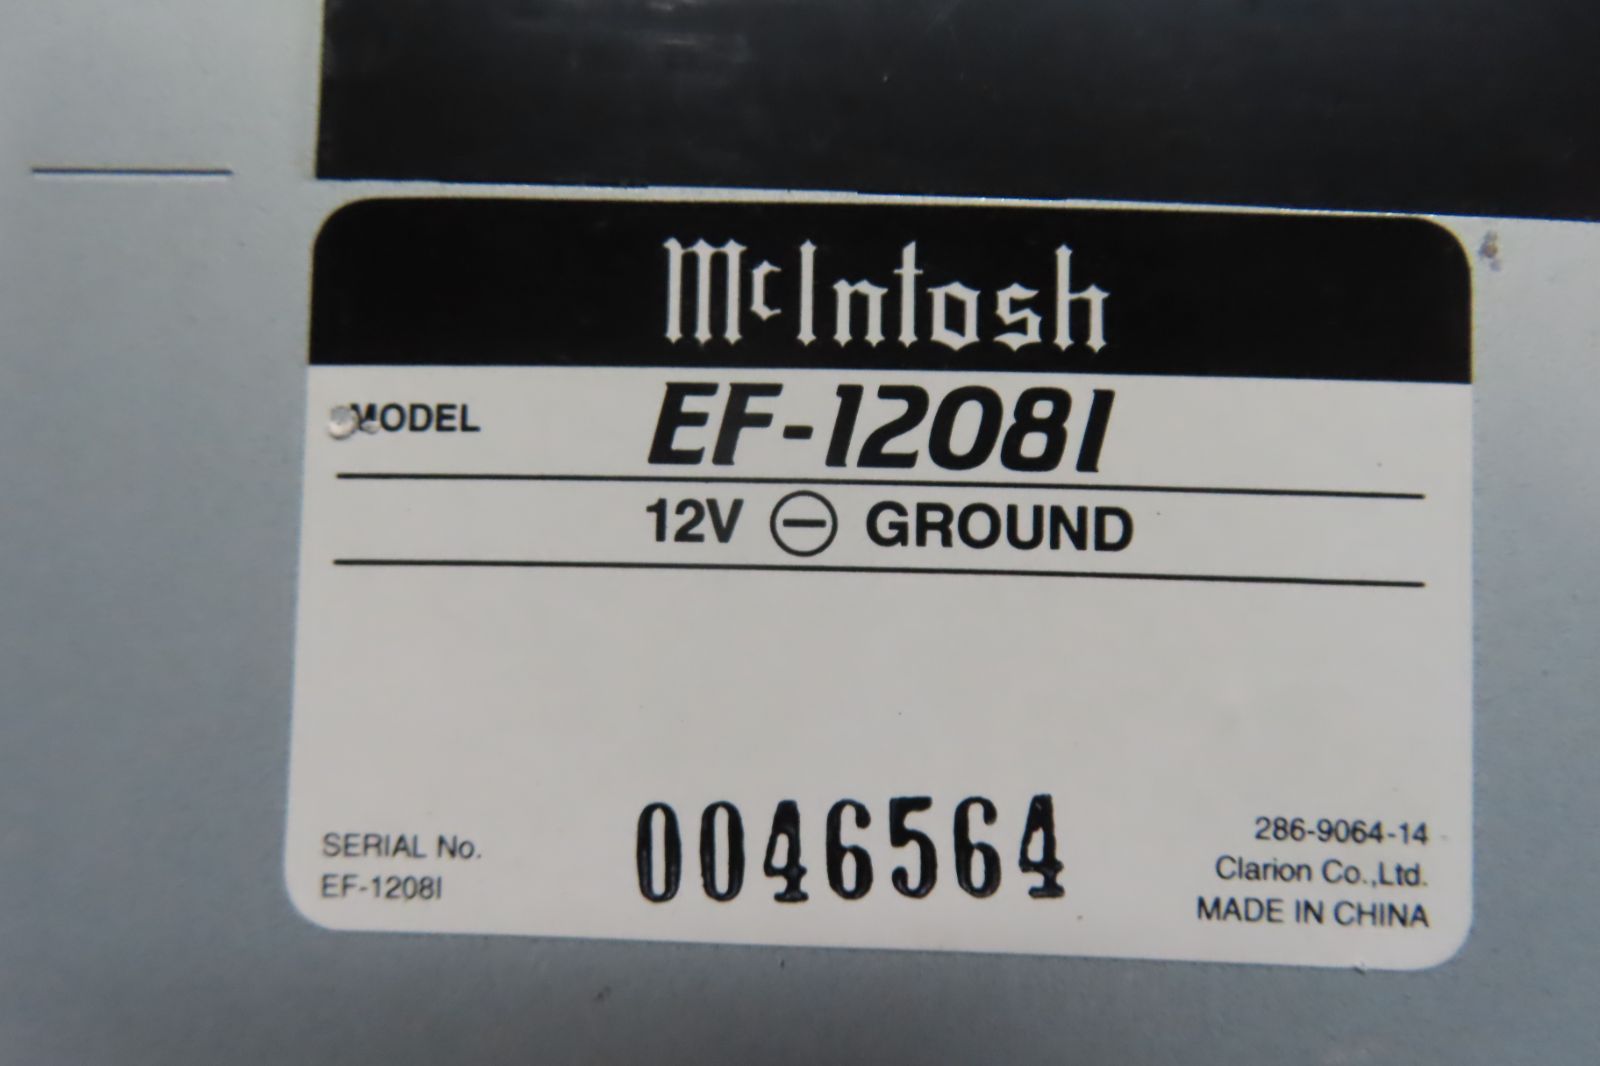 McIntosh
MODEL EF-1208I
12V ⊖ GROUND
SERIAL No. 0046564
EF-1208I
286-9064-14
Clarion Co.,Ltd.
MADE IN CHINA